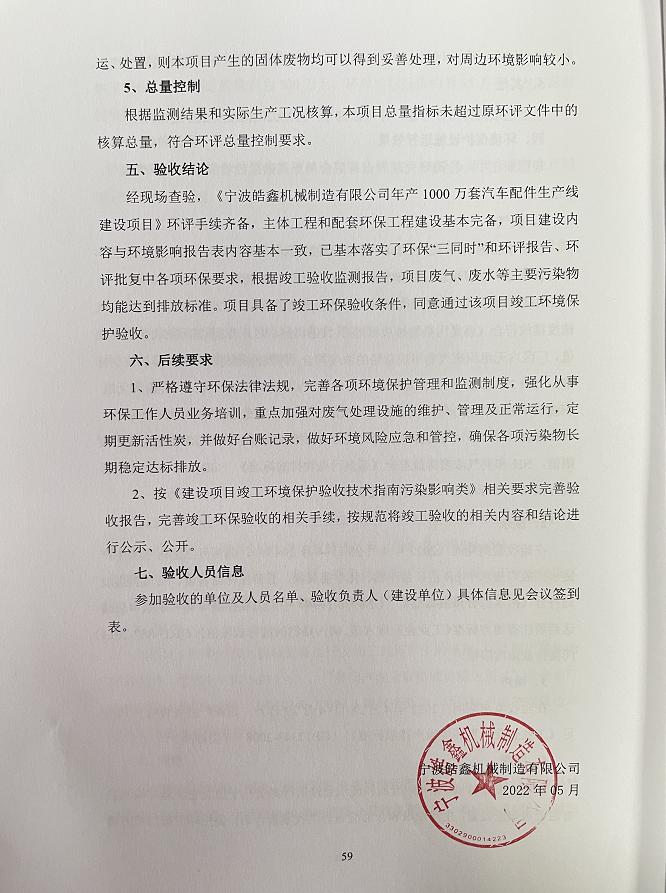 运、处置，则本项目产生的固体废物均可以得到妥善处理，对周边环境影响较小。
5、总量控制
根据监测结果和实际生产工况核算，本项目总量指标未超过原环评文件中的
核算总量，符合环评总量控制要求。
五、验收结论
经现场查验，《宁波皓鑫机械制造有限公司年产 1000 万套汽车配件生产线
建设项目》环评手续齐备，主体工程和配套环保工程建设基本完备，项目建设内
容与环境影响报告表内容基本一致，已基本落实了环保“三同时”和环评报告、环
评批复中各项环保要求，根据竣工验收监测报告，项目废气、废水等主要污染物
均能达到排放标准。项目具备了竣工环保验收条件，同意通过该项目竣工环境保
护验收。
六、后续要求
1、严格遵守环保法律法规，完善各项环境保护管理和监测制度，强化从事
环保工作人员业务培训，重点加强对废气处理设施的维护、管理及正常运行，定
期更新活性炭，并做好台账记录，做好环境风险应急和管控，确保各项污染物长
期稳定达标排放。
2、按《建设项目竣工环境保护验收技术指南污染影响类》相关要求完善验
收报告，完善竣工环保验收的相关手续，按规范将竣工验收的相关内容和结论进
行公示、公开。
七、验收人员信息
参加验收的单位及人员名单、验收负责人（建设单位）具体信息见会议签到
表。
宁波皓鑫机械制造有限公司
宁波皓鑫机械制造有限公司
2022 年 05 月
3302900014223
59